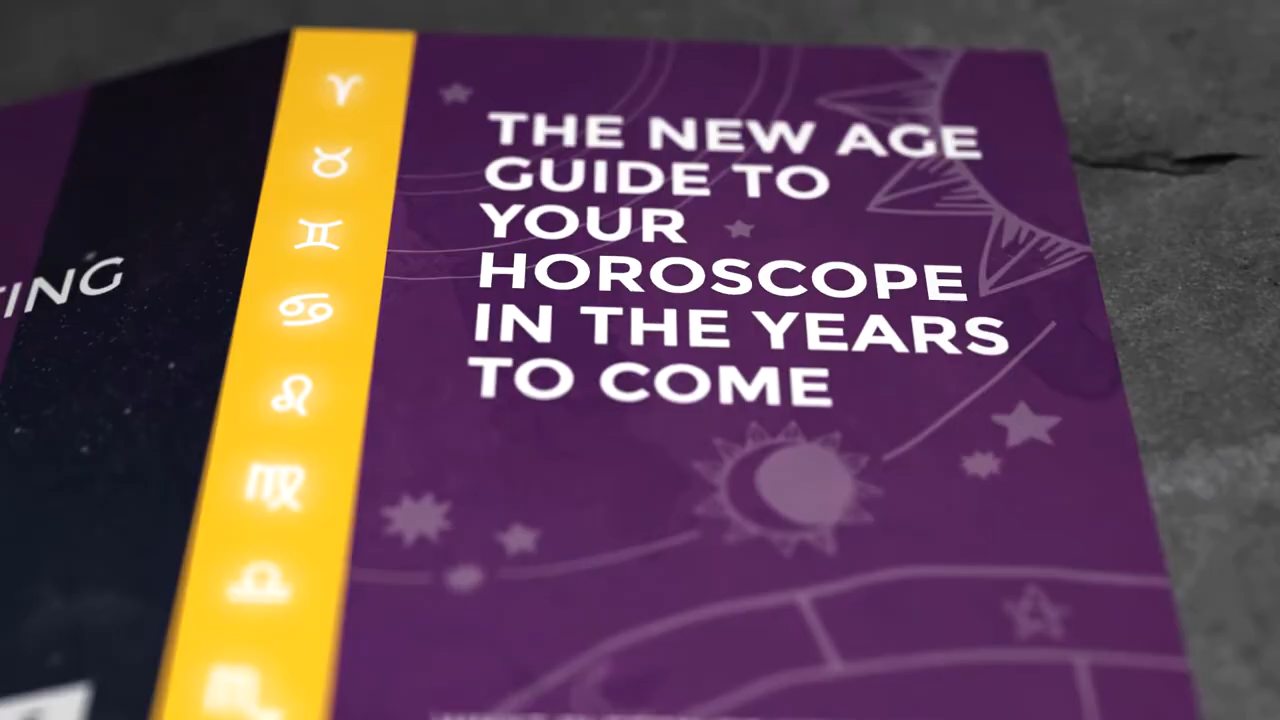 TING
♈
♉
♊
♋
♌
♍
♎
♏
THE NEW AGE
GUIDE TO
YOUR
HOROSCOPE
IN THE YEARS
TO COME